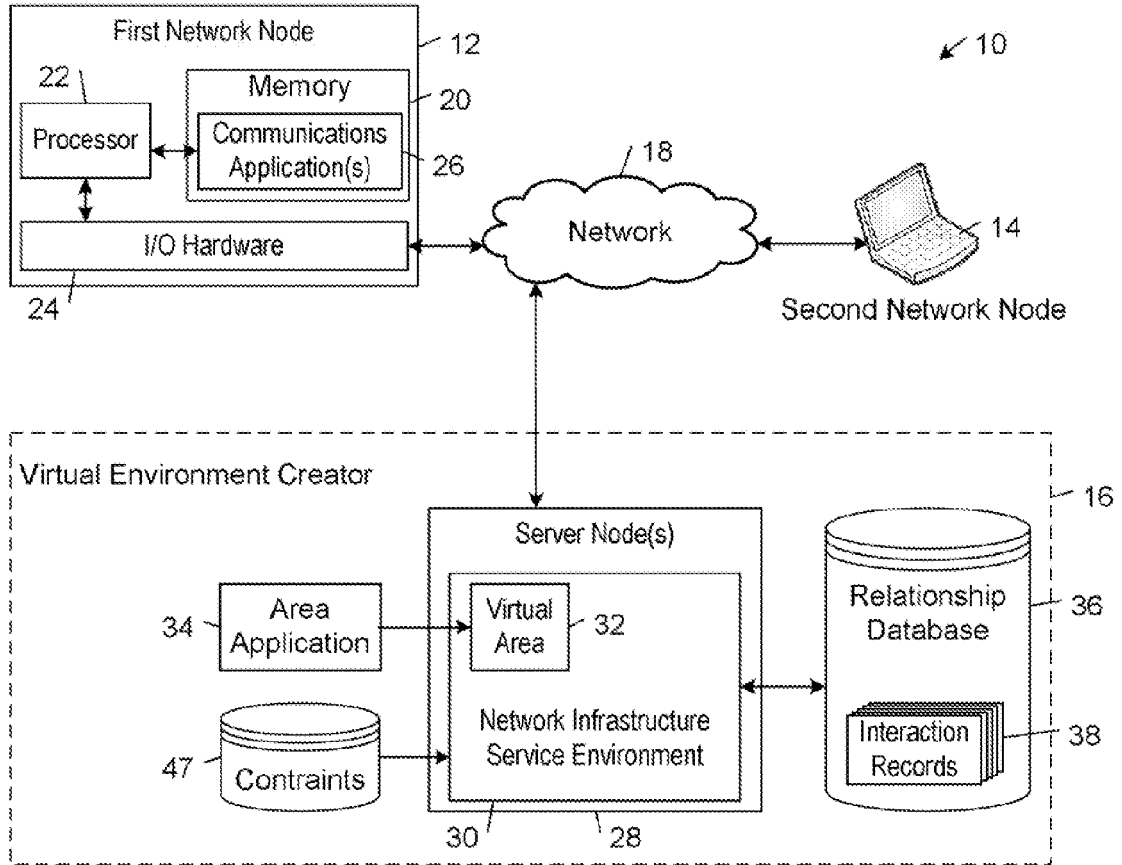 First Network Node
12
10
22
Memory
20
Processor
Communications
Application(s)
26
18
I/O Hardware
Network
14
24
Second Network Node
Virtual Environment Creator
16
Server Node(s)
34
Area
Application
Virtual
Area
32
Relationship
Database
36
Network Infrastructure
Service Environment
47
Contraints
Interaction
Records
38
30
28